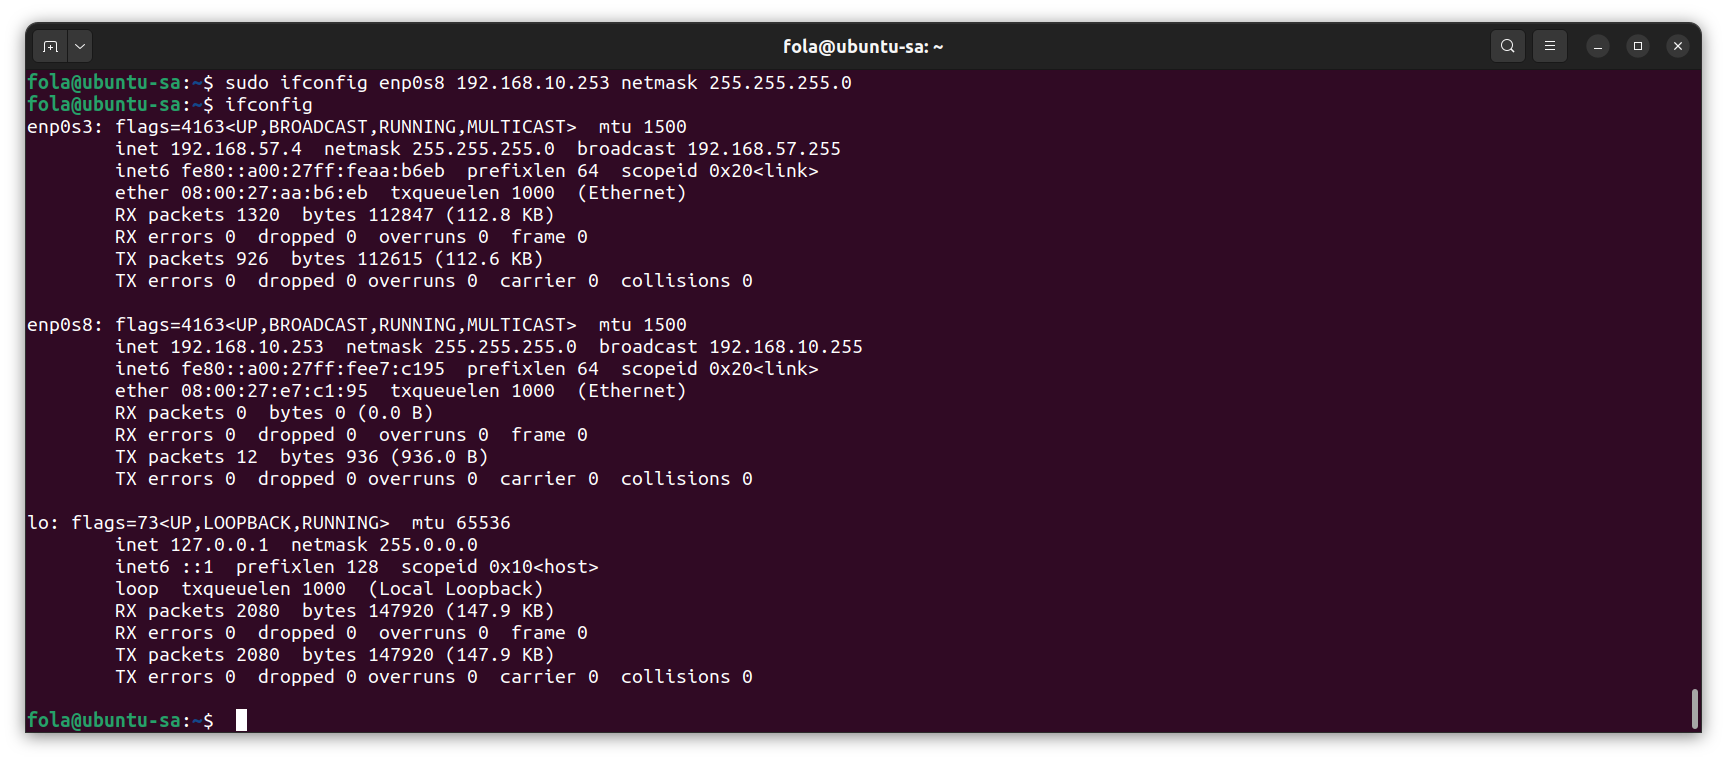 fola@ubuntu-sa: ~
fola@ubuntu-sa:~$ sudo ifconfig enp0s8 192.168.10.253 netmask 255.255.255.0
fola@ubuntu-sa:~$ ifconfig
enp0s3: flags=4163<UP,BROADCAST,RUNNING,MULTICAST>  mtu 1500
        inet 192.168.57.4  netmask 255.255.255.0  broadcast 192.168.57.255
        inet6 fe80::a00:27ff:feaa:b6eb  prefixlen 64  scopeid 0x20<link>
        ether 08:00:27:aa:b6:eb  txqueuelen 1000  (Ethernet)
        RX packets 1320  bytes 112847 (112.8 KB)
        RX errors 0  dropped 0  overruns 0  frame 0
        TX packets 926  bytes 112615 (112.6 KB)
        TX errors 0  dropped 0 overruns 0  carrier 0  collisions 0

enp0s8: flags=4163<UP,BROADCAST,RUNNING,MULTICAST>  mtu 1500
        inet 192.168.10.253  netmask 255.255.255.0  broadcast 192.168.10.255
        inet6 fe80::a00:27ff:fee7:c195  prefixlen 64  scopeid 0x20<link>
        ether 08:00:27:e7:c1:95  txqueuelen 1000  (Ethernet)
        RX packets 0  bytes 0 (0.0 B)
        RX errors 0  dropped 0  overruns 0  frame 0
        TX packets 12  bytes 936 (936.0 B)
        TX errors 0  dropped 0 overruns 0  carrier 0  collisions 0

lo: flags=73<UP,LOOPBACK,RUNNING>  mtu 65536
        inet 127.0.0.1  netmask 255.0.0.0
        inet6 ::1  prefixlen 128  scopeid 0x10<host>
        loop  txqueuelen 1000  (Local Loopback)
        RX packets 2080  bytes 147920 (147.9 KB)
        RX errors 0  dropped 0  overruns 0  frame 0
        TX packets 2080  bytes 147920 (147.9 KB)
        TX errors 0  dropped 0 overruns 0  carrier 0  collisions 0

fola@ubuntu-sa:~$